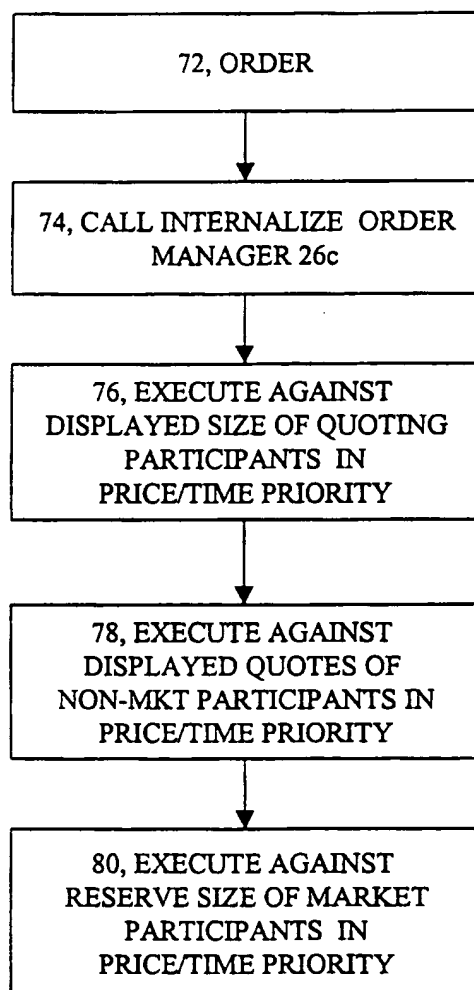 72, ORDER
74, CALL INTERNALIZE ORDER
MANAGER 26c
76, EXECUTE AGAINST
DISPLAYED SIZE OF QUOTING
PARTICIPANTS IN
PRICE/TIME PRIORITY
78, EXECUTE AGAINST
DISPLAYED QUOTES OF
NON-MKT PARTICIPANTS IN
PRICE/TIME PRIORITY
80, EXECUTE AGAINST
RESERVE SIZE OF MARKET
PARTICIPANTS IN
PRICE/TIME PRIORITY